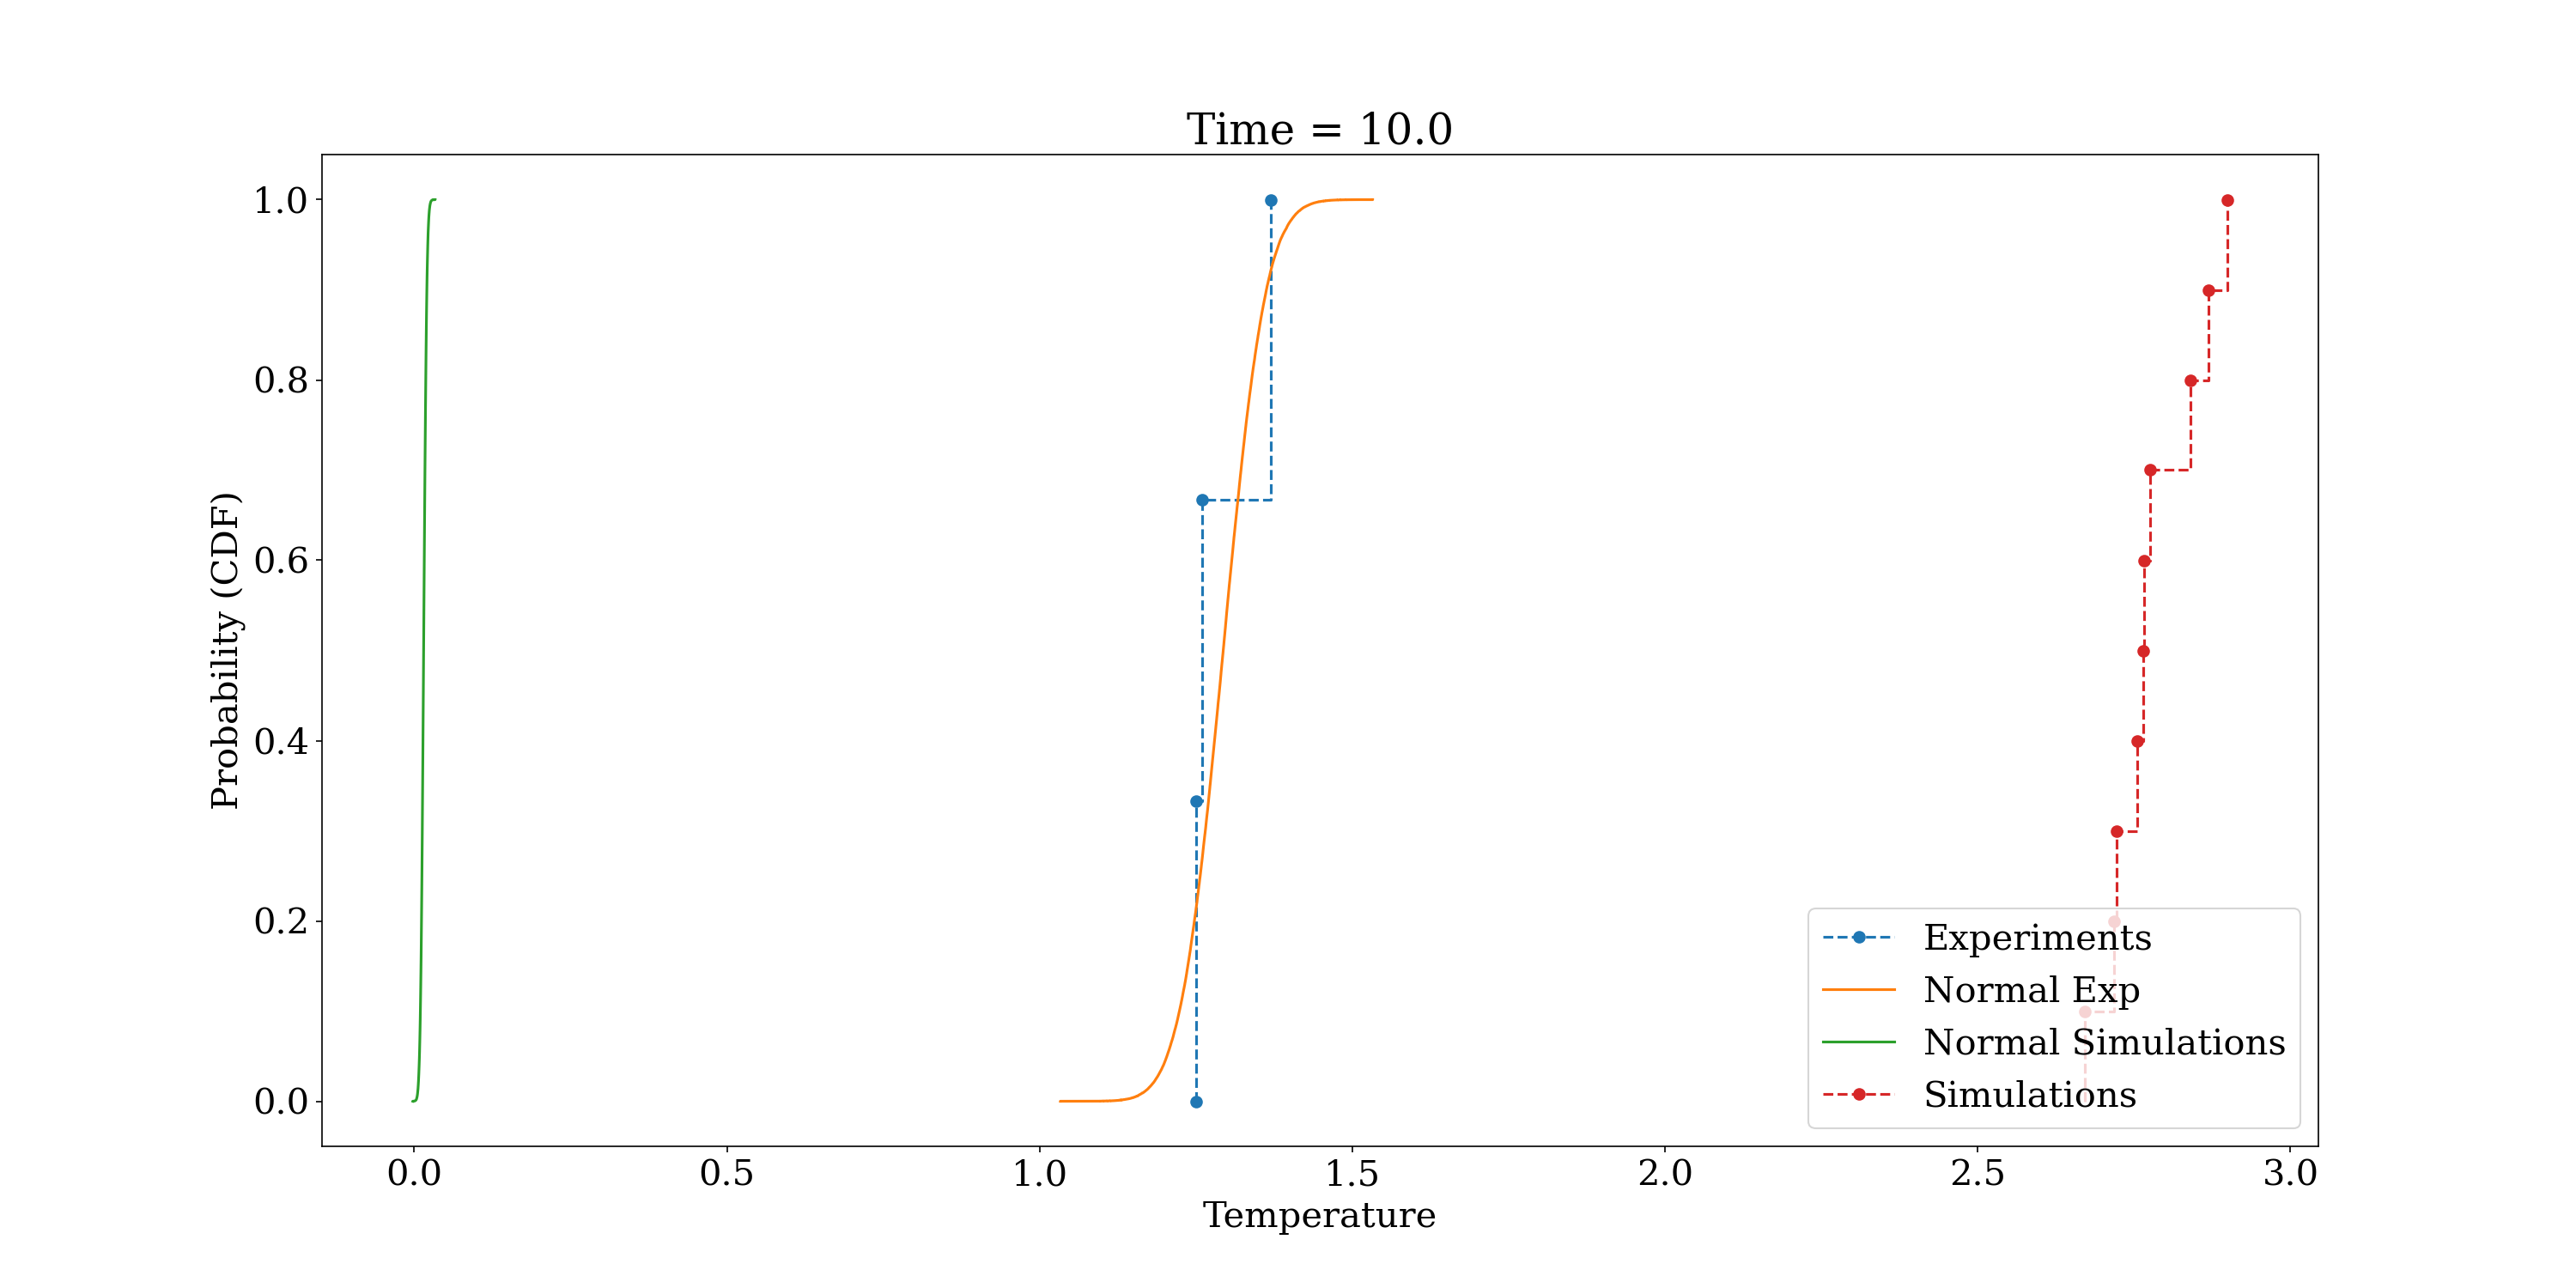 Time = 10.0
Probability (CDF)
1.0
0.8
0.6
0.4
0.2
0.0
0.0 0.5 1.0 1.5 2.0 2.5 3.0
Temperature
Experiments
Normal Exp
Normal Simulations
Simulations